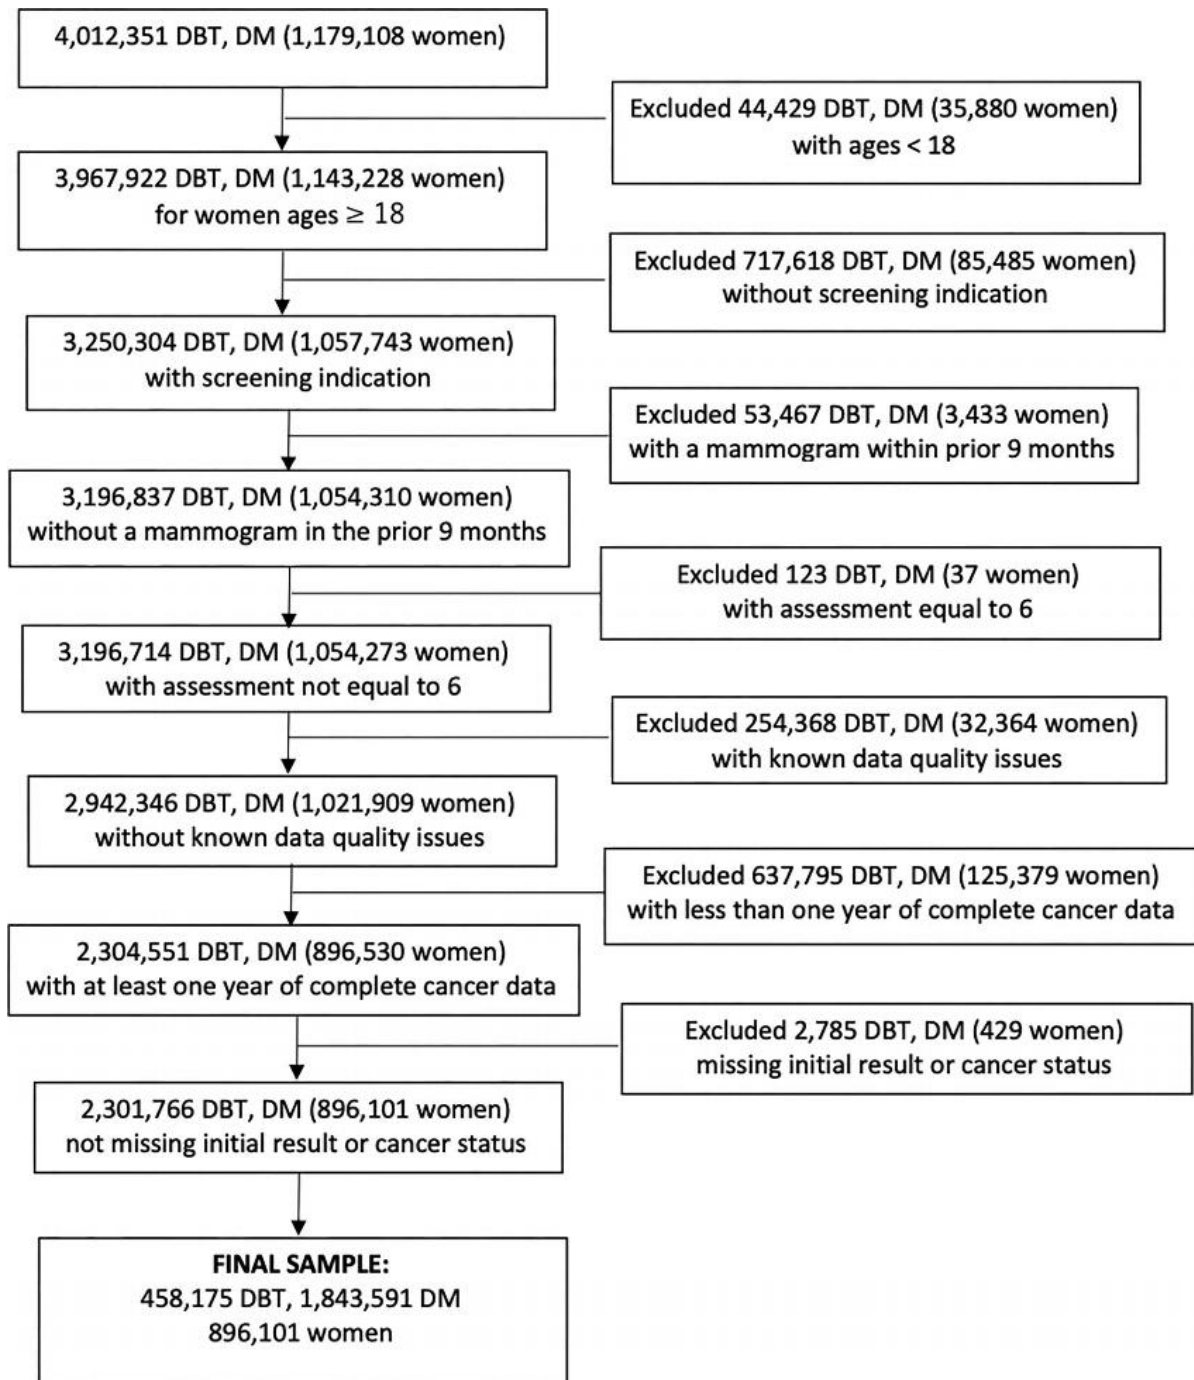 4,012,351 DBT, DM (1,179,108 women)
Excluded 44,429 DBT, DM (35,880 women)
with ages < 18
3,967,922 DBT, DM (1,143,228 women)
for women ages ≥ 18
Excluded 717,618 DBT, DM (85,485 women)
without screening indication
3,250,304 DBT, DM (1,057,743 women)
with screening indication
Excluded 53,467 DBT, DM (3,433 women)
with a mammogram within prior 9 months
3,196,837 DBT, DM (1,054,310 women)
without a mammogram in the prior 9 months
Excluded 123 DBT, DM (37 women)
with assessment equal to 6
3,196,714 DBT, DM (1,054,273 women)
with assessment not equal to 6
Excluded 254,368 DBT, DM (32,364 women)
with known data quality issues
2,942,346 DBT, DM (1,021,909 women)
without known data quality issues
Excluded 637,795 DBT, DM (125,379 women)
with less than one year of complete cancer data
2,304,551 DBT, DM (896,530 women)
with at least one year of complete cancer data
Excluded 2,785 DBT, DM (429 women)
missing initial result or cancer status
2,301,766 DBT, DM (896,101 women)
not missing initial result or cancer status
FINAL SAMPLE:
458,175 DBT, 1,843,591 DM
896,101 women